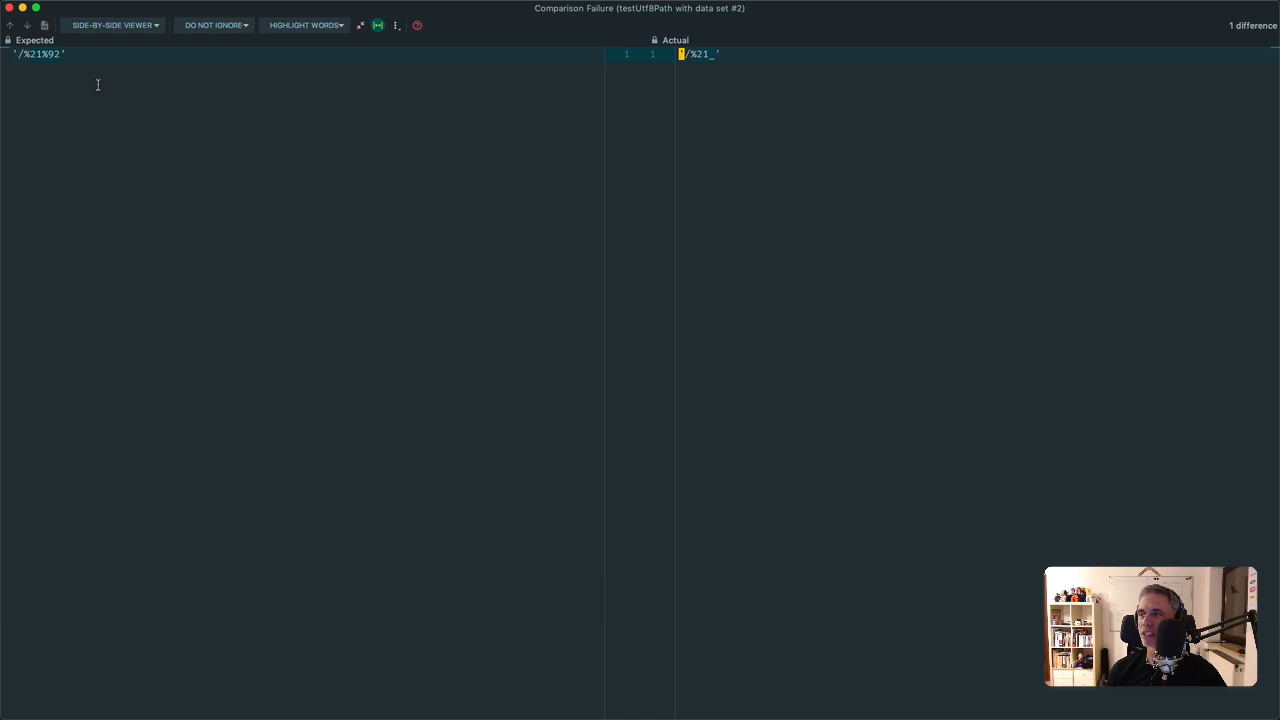 Comparison Failure (testUtf8Path with data set #2)
SIDE-BY-SIDE VIEWER
DO NOT IGNORE
HIGHLIGHT WORDS
1 difference
Expected
Actual
'/%21%92'
1
1
'/%21_'